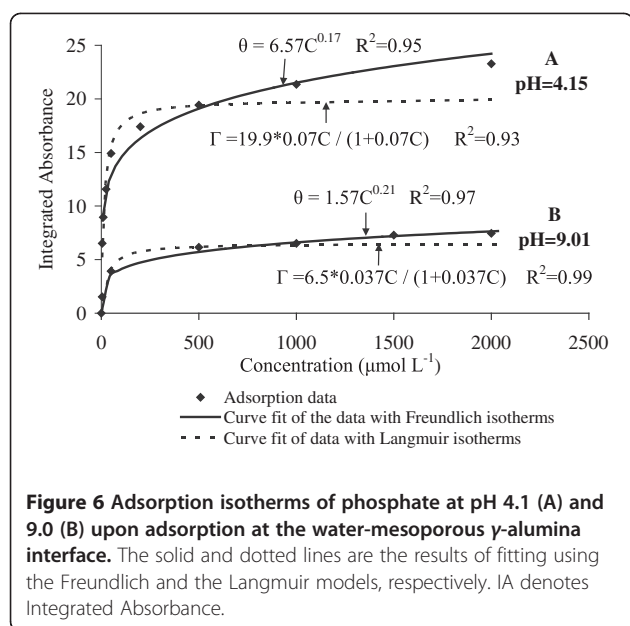 θ = 6.57C^0.17 R²=0.95
A
pH=4.15
Γ =19.9*0.07C / (1+0.07C) R²=0.93
θ = 1.57C^0.21 R²=0.97
B
pH=9.01
Γ =6.5*0.037C / (1+0.037C) R²=0.99
Integrated Absorbance
25
20
15
10
5
0
0 500 1000 1500 2000 2500
Concentration (μmol L⁻¹)
Adsorption data
Curve fit of the data with Freundlich isotherms
Curve fit of data with Langmuir isotherms
Figure 6 Adsorption isotherms of phosphate at pH 4.1 (A) and
9.0 (B) upon adsorption at the water-mesoporous γ-alumina
interface. The solid and dotted lines are the results of fitting using
the Freundlich and the Langmuir models, respectively. IA denotes
Integrated Absorbance.